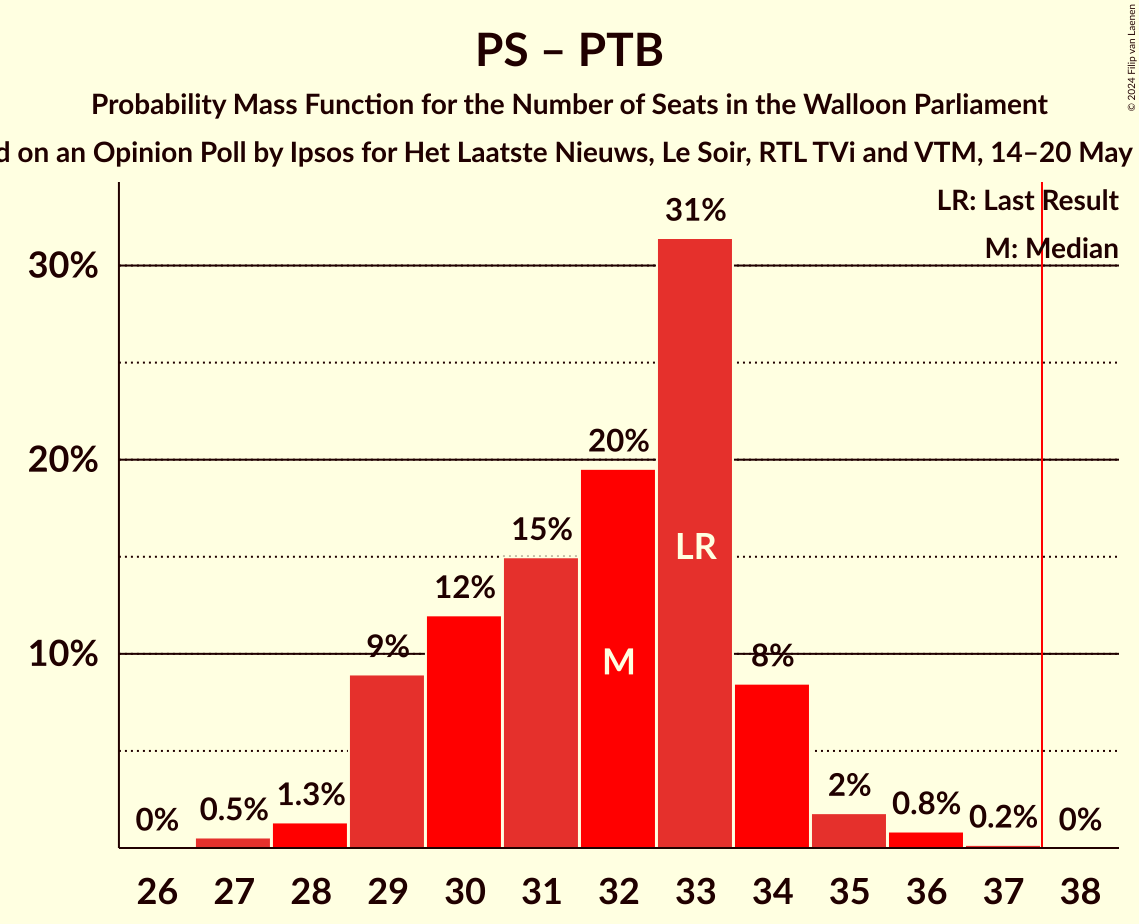 PS – PTB
Probability Mass Function for the Number of Seats in the Walloon Parliament
d on an Opinion Poll by Ipsos for Het Laatste Nieuws, Le Soir, RTL TVi and VTM, 14–20 May
© 2024 Filip van Laenen
LR: Last Result
M: Median
30%
20%
10%
0%
0.5%
1.3%
9%
12%
15%
20%
31%
8%
2%
0.8%
0.2%
0%
M
LR
26 27 28 29 30 31 32 33 34 35 36 37 38